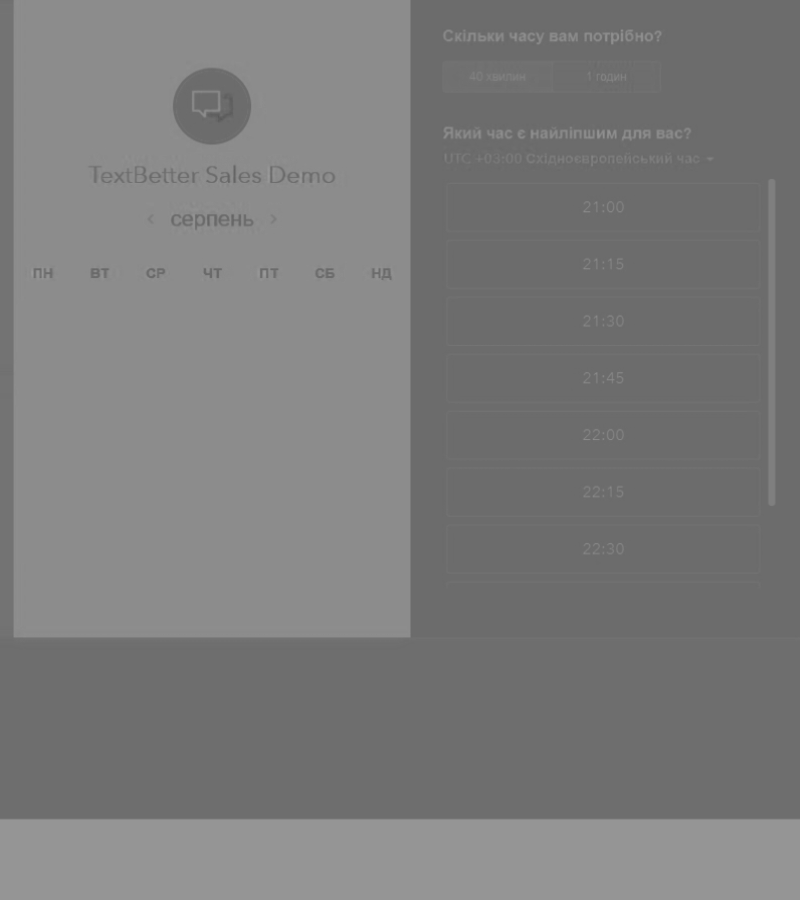 TextBetter Sales Demo
серпень
ПН ВТ СР ЧТ ПТ СБ НД
Скільки часу вам потрібно?
40 хвилин 1 годин
Який час є найліпшим для вас?
UTC +03:00 Східноєвропейський час
21:00
21:15
21:30
21:45
22:00
22:15
22:30